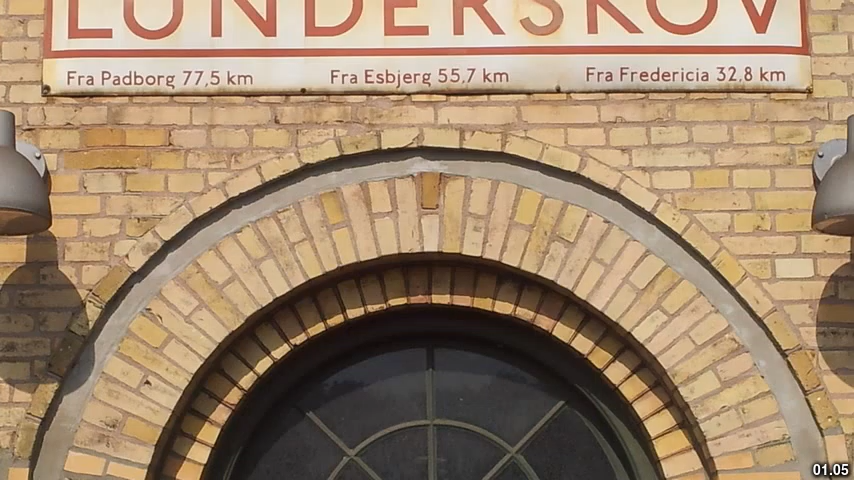 LUNDERSKOV
Fra Padborg 77,5 km Fra Esbjerg 55,7 km Fra Fredericia 32,8 km
01.05